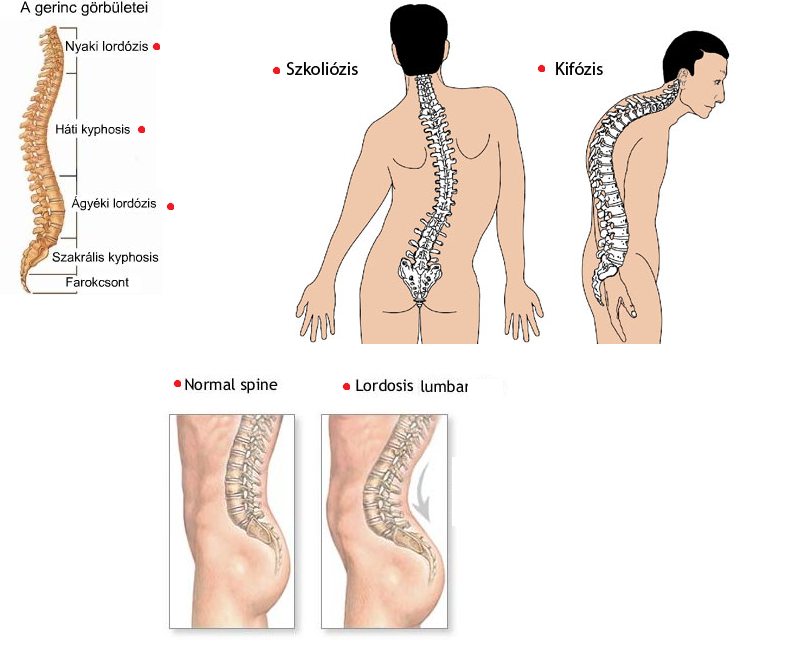 A gerinc görbületei
Nyaki lordózis
Háti kyphosis
Ágyéki lordózis
Szakrális kyphosis
Farokcsont
Szkoliózis
Kifózis
Normal spine
Lordosis lumbar